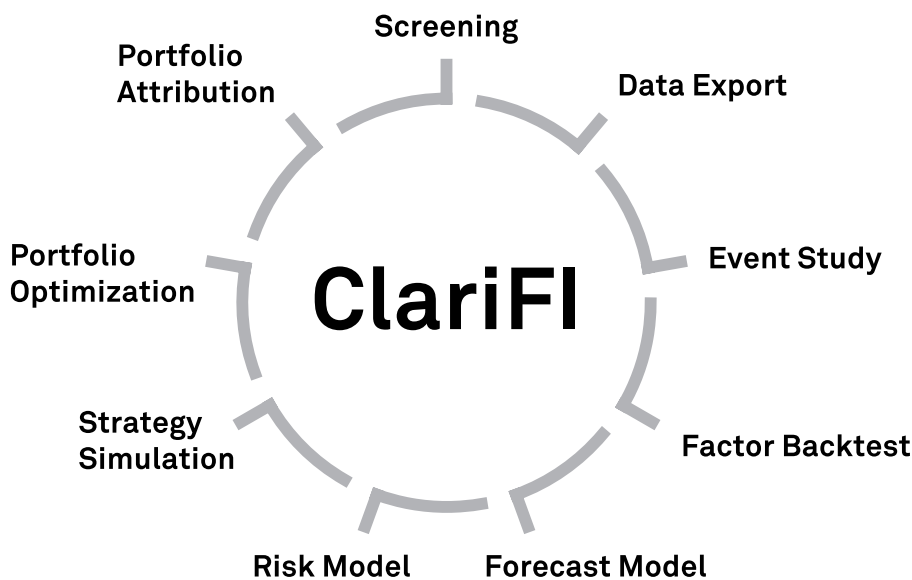 Screening
Data Export
Event Study
Factor Backtest
Forecast Model
Risk Model
Strategy
Simulation
Portfolio
Optimization
Portfolio
Attribution
ClariFI